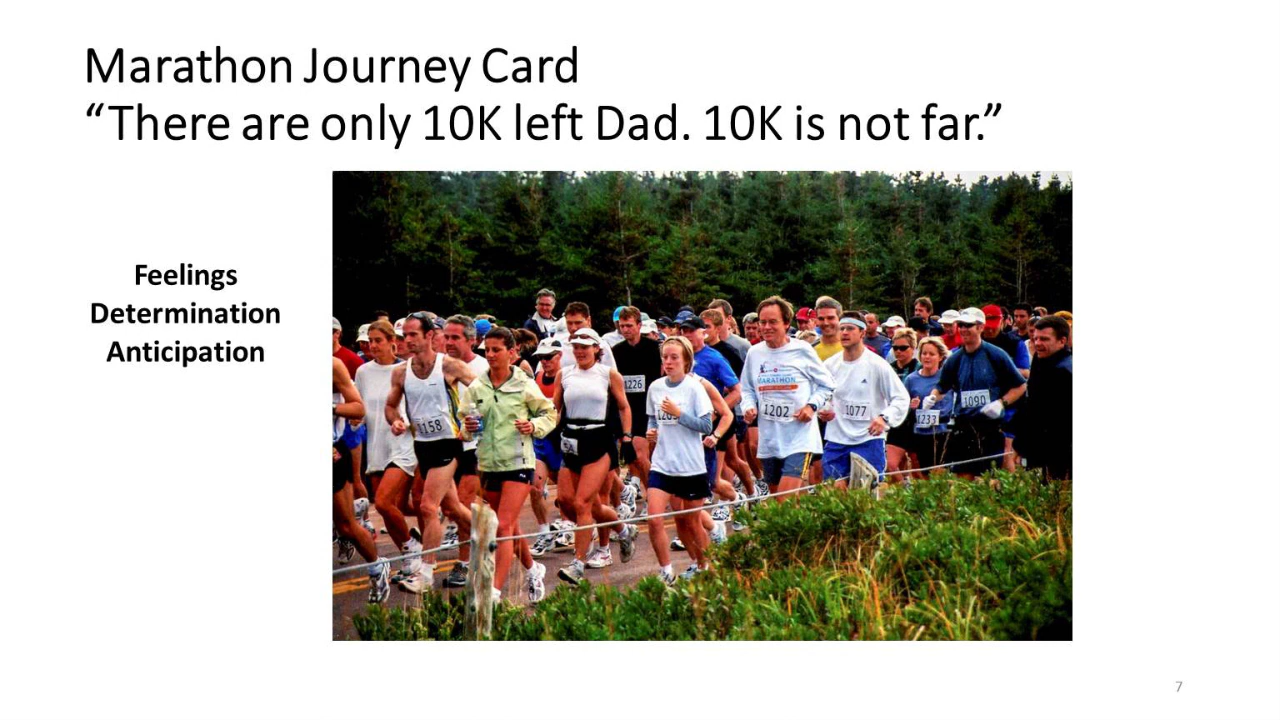 Marathon Journey Card
“There are only 10K left Dad. 10K is not far.”
Feelings
Determination
Anticipation
1158
1226
MARATHON
1202
1077
1233
1090
7